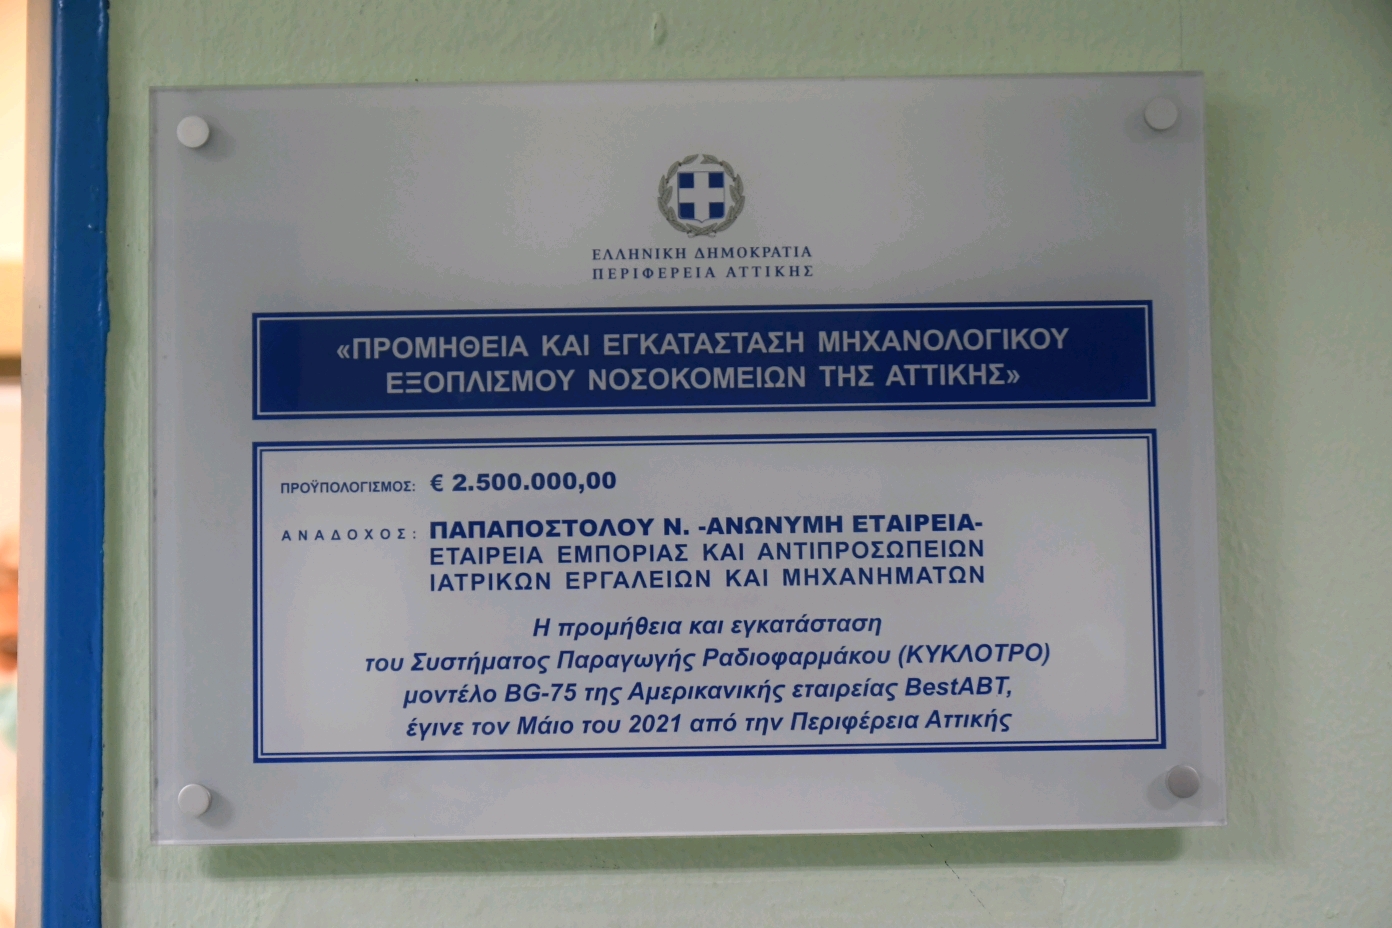 ΕΛΛΗΝΙΚΗ ΔΗΜΟΚΡΑΤΙΑ
ΠΕΡΙΦΕΡΕΙΑ ΑΤΤΙΚΗΣ
«ΠΡΟΜΗΘΕΙΑ ΚΑΙ ΕΓΚΑΤΑΣΤΑΣΗ ΜΗΧΑΝΟΛΟΓΙΚΟΥ
ΕΞΟΠΛΙΣΜΟΥ ΝΟΣΟΚΟΜΕΙΩΝ ΤΗΣ ΑΤΤΙΚΗΣ»
ΠΡΟΫΠΟΛΟΓΙΣΜΟΣ: € 2.500.000,00
ΑΝΑΔΟΧΟΣ: ΠΑΠΑΠΟΣΤΟΛΟΥ Ν. -ΑΝΩΝΥΜΗ ΕΤΑΙΡΕΙΑ-
ΕΤΑΙΡΕΙΑ ΕΜΠΟΡΙΑΣ ΚΑΙ ΑΝΤΙΠΡΟΣΩΠΕΙΩΝ
ΙΑΤΡΙΚΩΝ ΕΡΓΑΛΕΙΩΝ ΚΑΙ ΜΗΧΑΝΗΜΑΤΩΝ
Η προμήθεια και εγκατάσταση
του Συστήματος Παραγωγής Ραδιοφαρμάκου (ΚΥΚΛΟΤΡΟ)
μοντέλο BG-75 της Αμερικανικής εταιρείας BestABT,
έγινε τον Μάιο του 2021 από την Περιφέρεια Αττικής